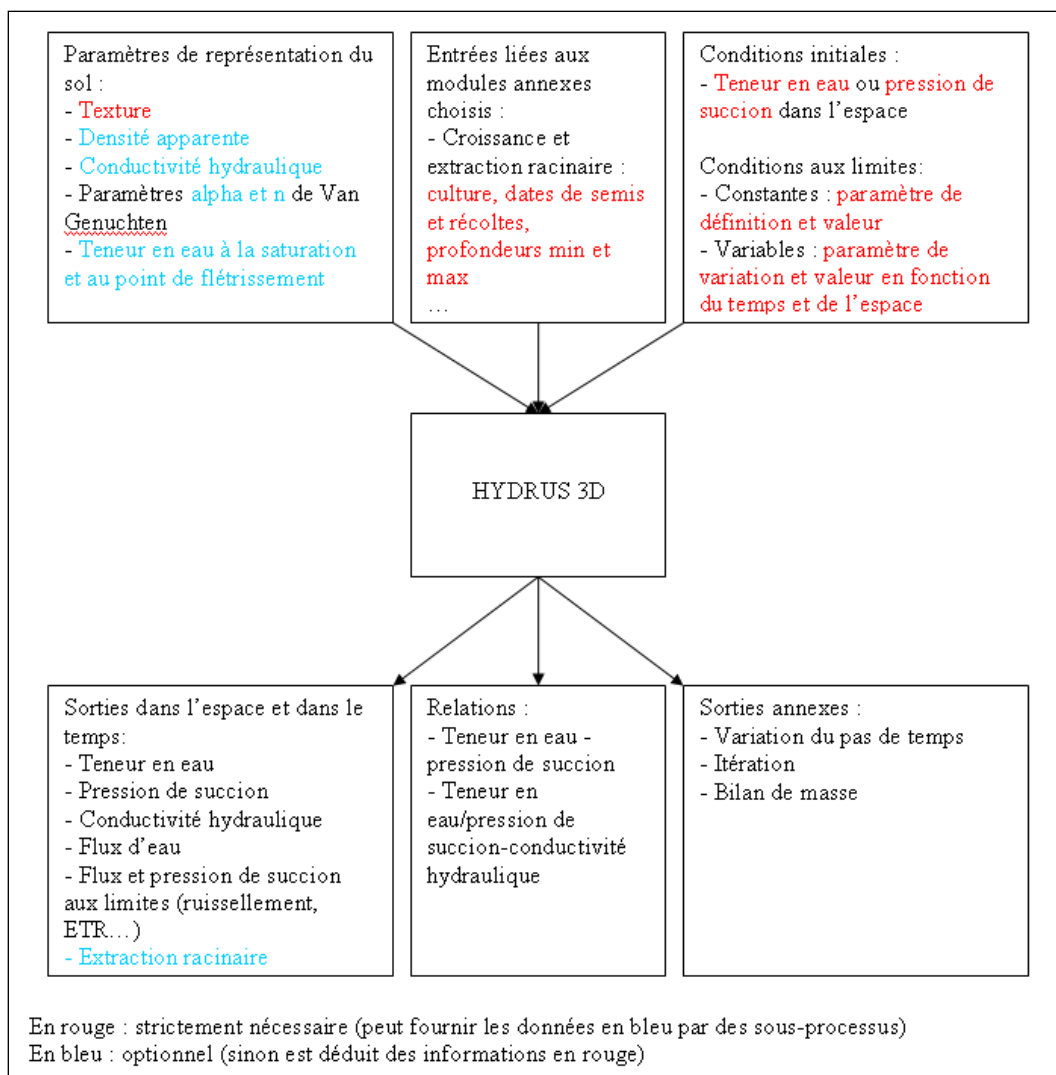 Paramètres de représentation du
sol :
- Texture
- Densité apparente
- Conductivité hydraulique
- Paramètres alpha et n de Van
Genuchten
- Teneur en eau à la saturation
et au point de flétrissement
Entrées liées aux
modules annexes
choisis :
- Croissance et
extraction racinaire :
culture, dates de semis
et récoltes,
profondeurs min et
max
…
Conditions initiales :
- Teneur en eau ou pression de
succion dans l'espace
Conditions aux limites:
- Constantes : paramètre de
définition et valeur
- Variables : paramètre de
variation et valeur en fonction
du temps et de l'espace
HYDRUS 3D
Sorties dans l'espace et dans le
temps:
- Teneur en eau
- Pression de succion
- Conductivité hydraulique
- Flux d'eau
- Flux et pression de succion
aux limites (ruissellement,
ETR…)
- Extraction racinaire
Relations :
- Teneur en eau -
pression de succion
- Teneur en
eau/pression de
succion-conductivité
hydraulique
Sorties annexes :
- Variation du pas de temps
- Itération
- Bilan de masse
En rouge : strictement nécessaire (peut fournir les données en bleu par des sous-processus)
En bleu : optionnel (sinon est déduit des informations en rouge)